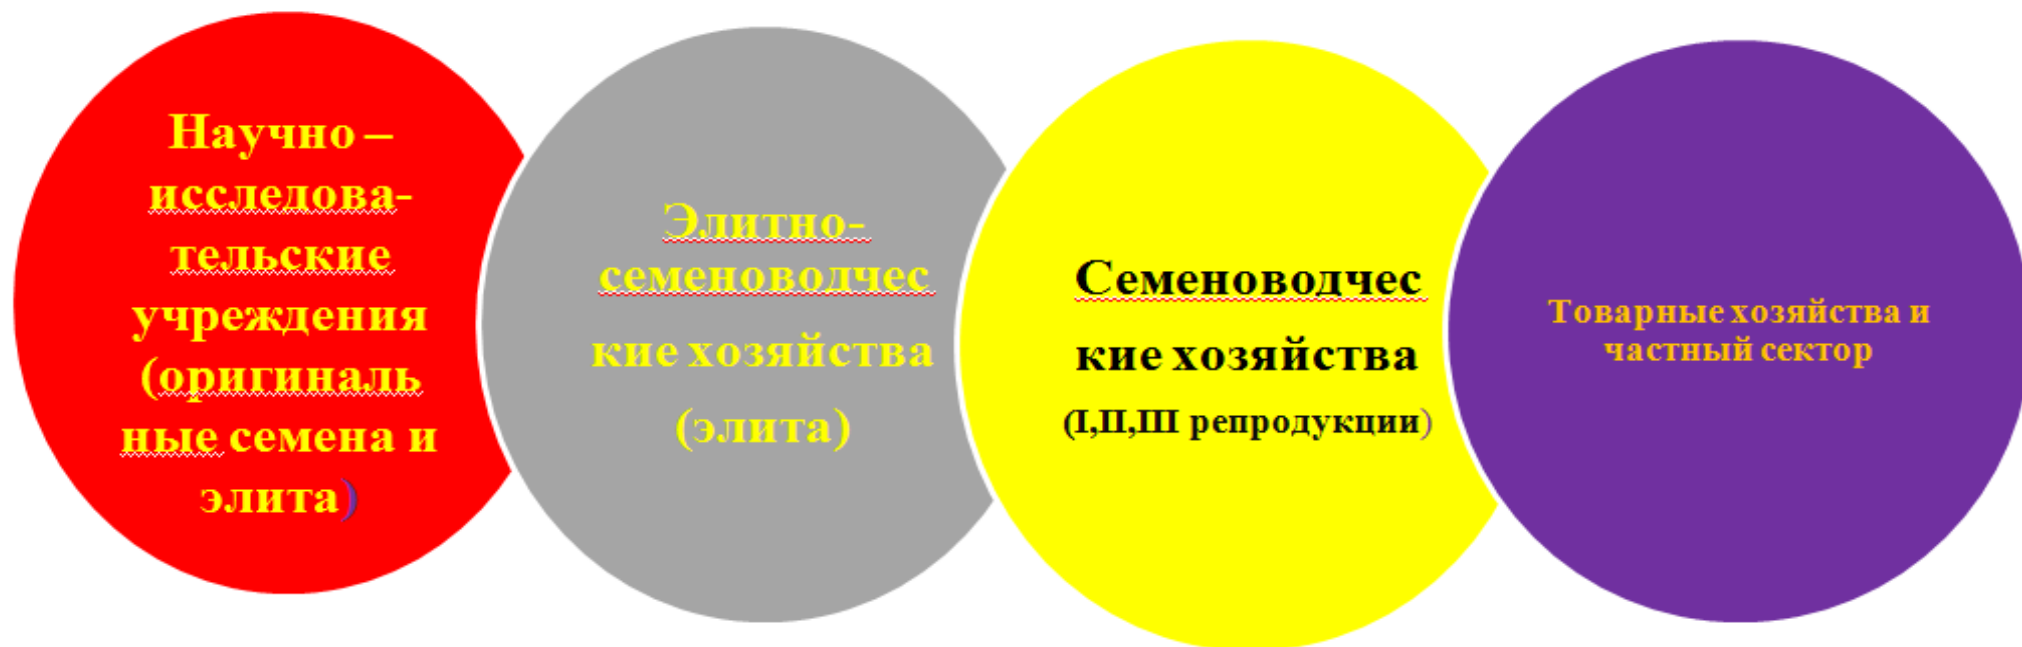 Научно –
исследова-
тельские
учреждения
(оригиналь
ные семена и
элита)
Элитно-
семеноводчес
кие хозяйства
(элита)
Семеноводчес
кие хозяйства
(I,II,III репродукции)
Товарные хозяйства и
частный сектор